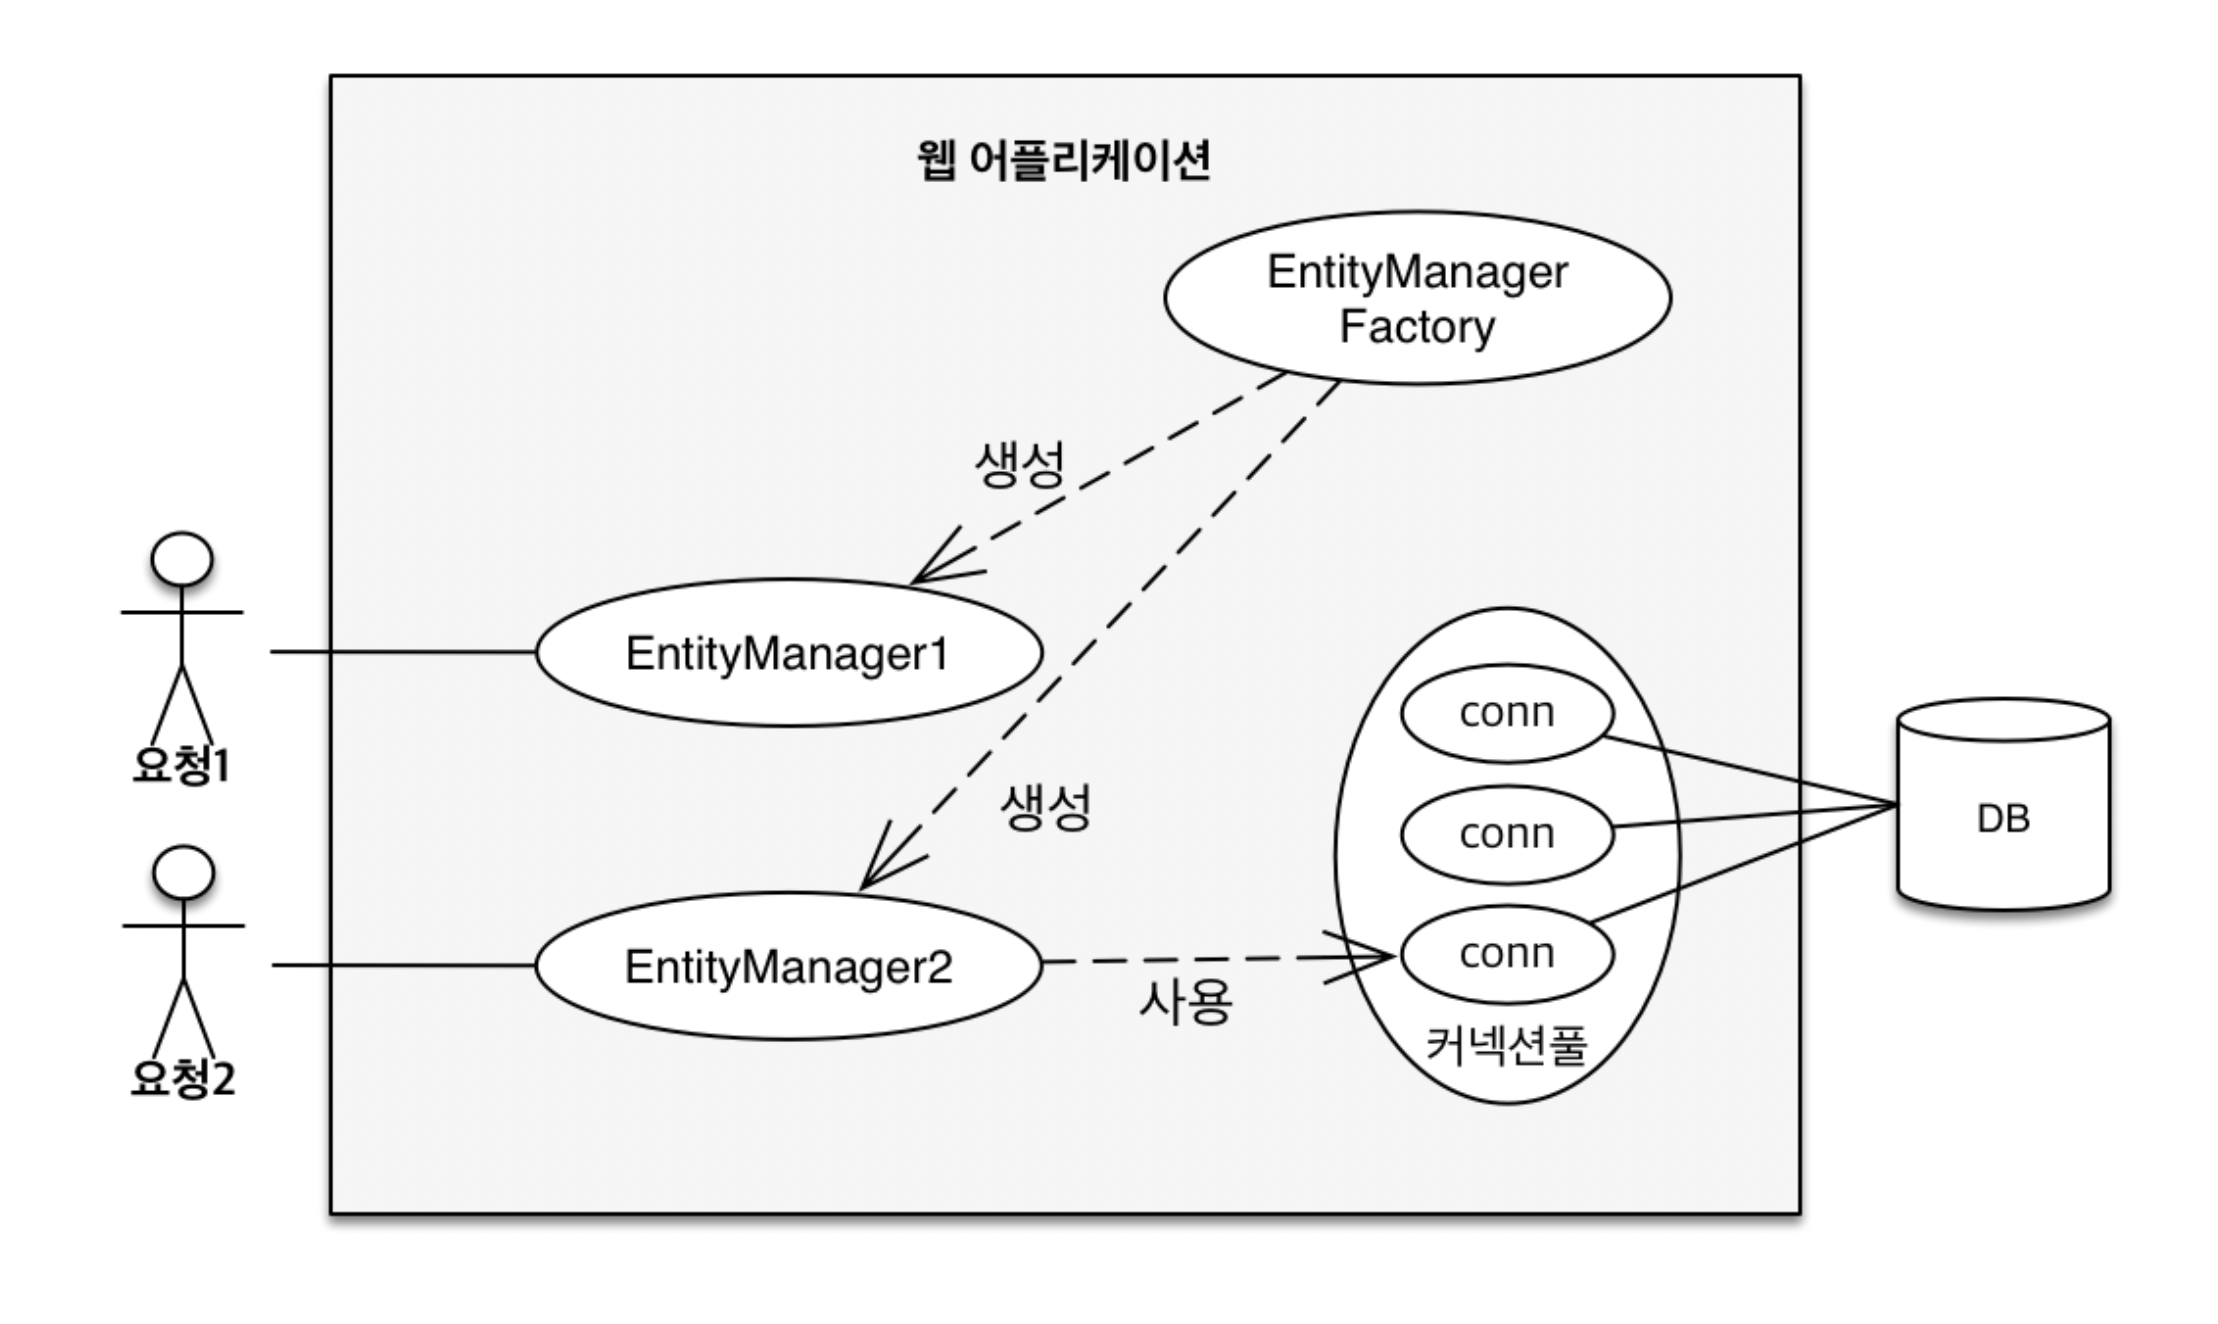 웹 어플리케이션
EntityManager
Factory
생성
EntityManager1
요청1
conn
conn
DB
생성
EntityManager2
사용
conn
커넥션풀
요청2